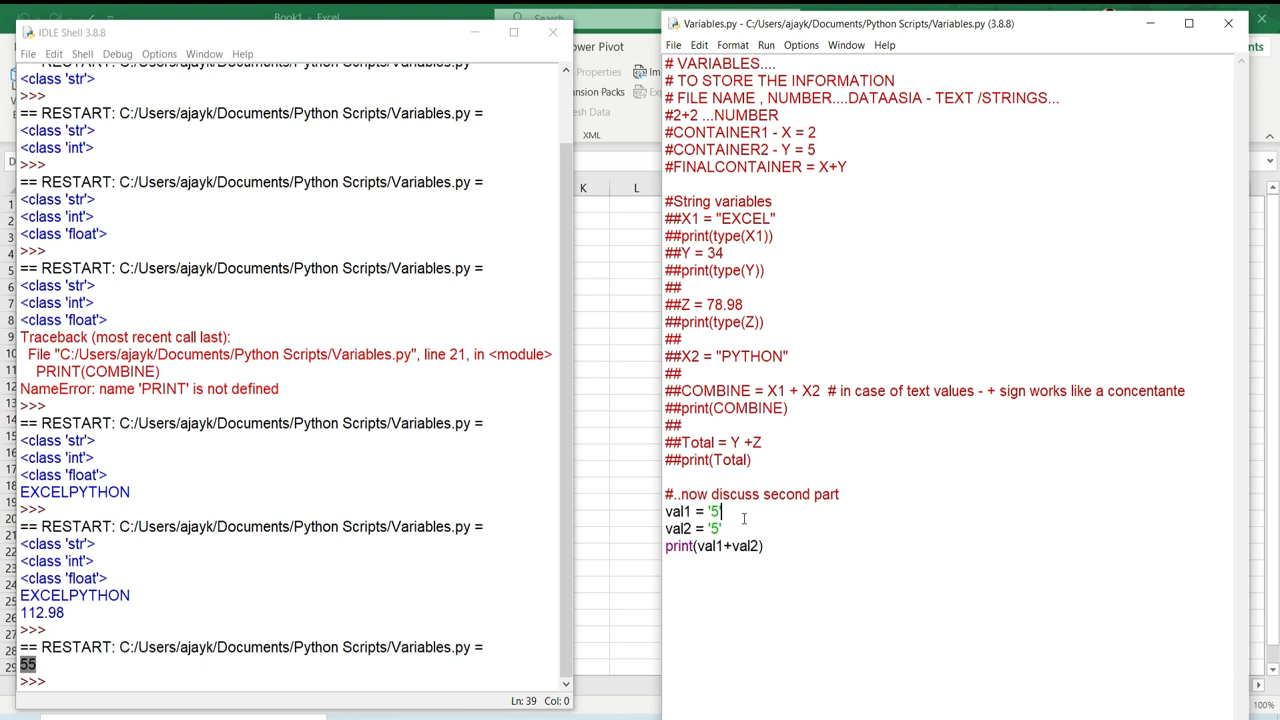 Book1 - Excel
Search
IDLE Shell 3.8.8
File Edit Shell Debug Options Window Help
<class 'str'>
>>>
== RESTART: C:/Users/ajayk/Documents/Python Scripts/Variables.py =
<class 'str'>
<class 'int'>
>>>
== RESTART: C:/Users/ajayk/Documents/Python Scripts/Variables.py =
<class 'str'>
<class 'int'>
<class 'float'>
>>>
== RESTART: C:/Users/ajayk/Documents/Python Scripts/Variables.py =
<class 'str'>
<class 'int'>
<class 'float'>
Traceback (most recent call last):
File "C:/Users/ajayk/Documents/Python Scripts/Variables.py", line 21, in <module>
PRINT(COMBINE)
NameError: name 'PRINT' is not defined
>>>
== RESTART: C:/Users/ajayk/Documents/Python Scripts/Variables.py =
<class 'str'>
<class 'int'>
<class 'float'>
EXCELPYTHON
>>>
== RESTART: C:/Users/ajayk/Documents/Python Scripts/Variables.py =
<class 'str'>
<class 'int'>
<class 'float'>
EXCELPYTHON
112.98
>>>
== RESTART: C:/Users/ajayk/Documents/Python Scripts/Variables.py =
55
>>>
Ln: 39 Col: 0
ower Pivot
Properties
ansion Packs
esh Data
XML
K L
Variables.py - C:/Users/ajayk/Documents/Python Scripts/Variables.py (3.8.8)
File Edit Format Run Options Window Help
# VARIABLES....
# TO STORE THE INFORMATION
# FILE NAME , NUMBER....DATAASIA - TEXT /STRINGS...
#2+2 ...NUMBER
#CONTAINER1 - X = 2
#CONTAINER2 - Y = 5
#FINALCONTAINER = X+Y
#String variables
##X1 = "EXCEL"
##print(type(X1))
##Y = 34
##print(type(Y))
##
##Z = 78.98
##print(type(Z))
##
##X2 = "PYTHON"
##
##COMBINE = X1 + X2 # in case of text values - + sign works like a concentante
##print(COMBINE)
##
##Total = Y +Z
##print(Total)
#..now discuss second part
val1 = '5'
val2 = '5'
print(val1+val2)
100%